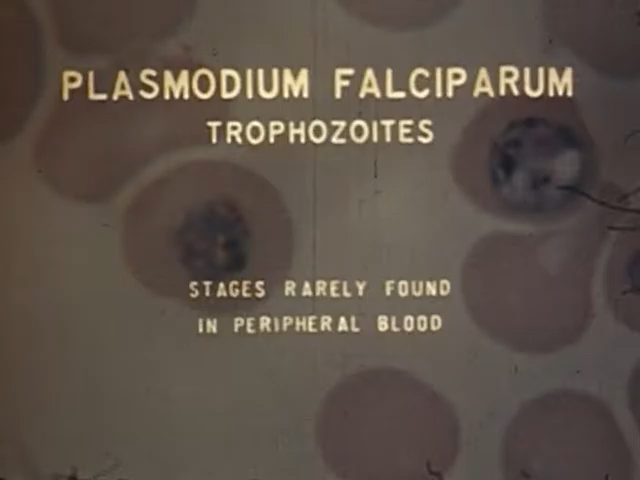 PLASMODIUM FALCIPARUM
TROPHOZOITES
STAGES RARELY FOUND
IN PERIPHERAL BLOOD